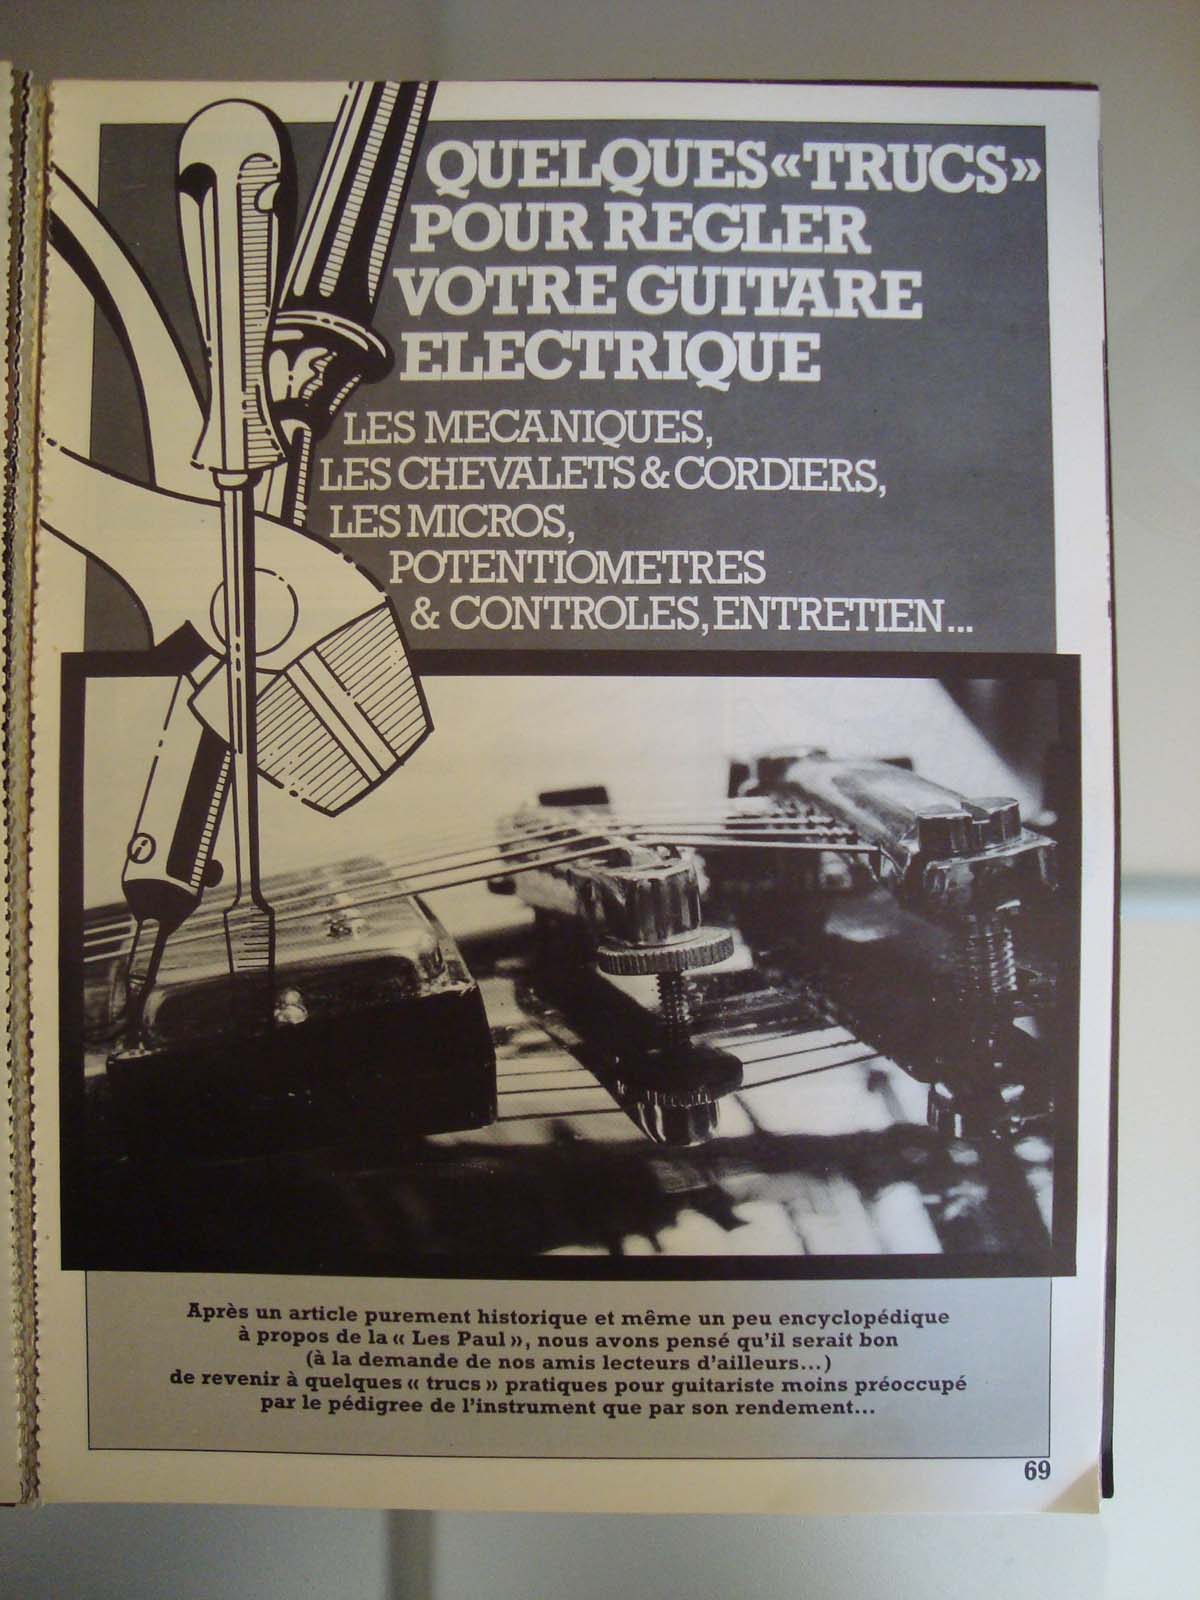 QUELQUES «TRUCS»
POUR REGLER
VOTRE GUITARE
ELECTRIQUE
LES MECANIQUES,
LES CHEVALETS & CORDIERS,
LES MICROS,
POTENTIOMETRES
& CONTROLES, ENTRETIEN...
Après un article purement historique et même un peu encyclopédique
à propos de la « Les Paul », nous avons pensé qu'il serait bon
(à la demande de nos amis lecteurs d'ailleurs...)
de revenir à quelques « trucs » pratiques pour guitariste moins préoccupé
par le pédigree de l'instrument que par son rendement...
69